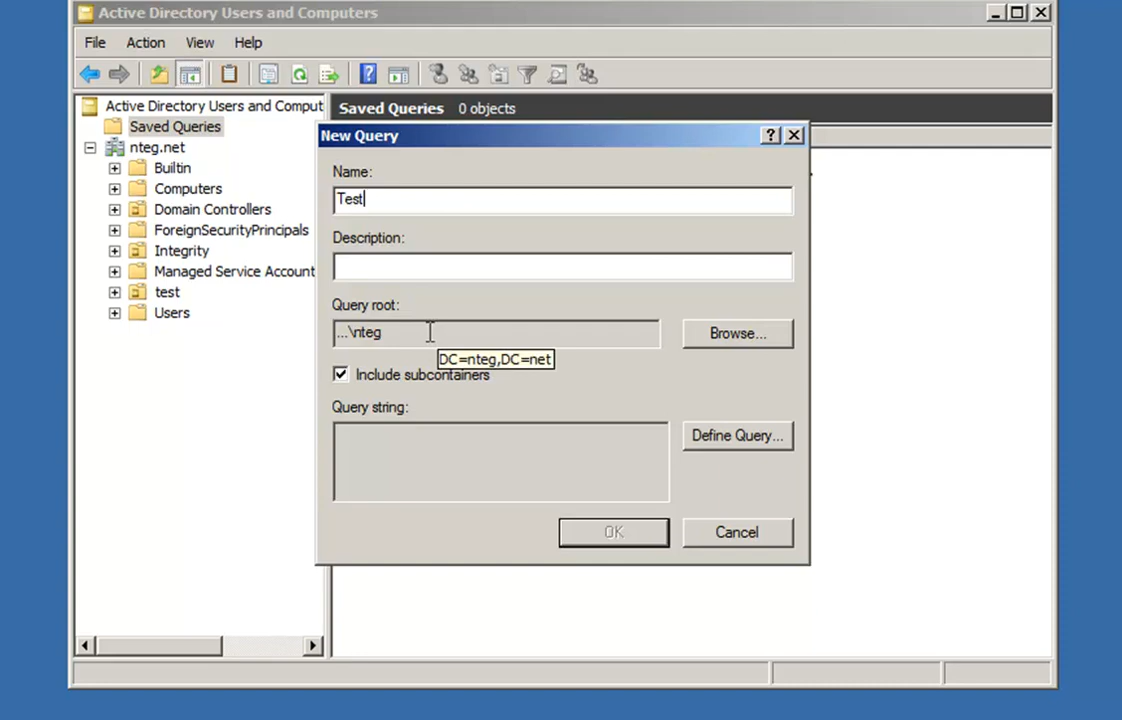 Active Directory Users and Computers
File Action View Help
Active Directory Users and Comput
Saved Queries
nteg.net
Builtin
Computers
Domain Controllers
ForeignSecurityPrincipals
Integrity
Managed Service Account
test
Users
Saved Queries 0 objects
New Query
Name:
Test
Description:
Query root:
...\nteg
Browse...
DC=nteg,DC=net
Include subcontainers
Query string:
Define Query...
OK
Cancel